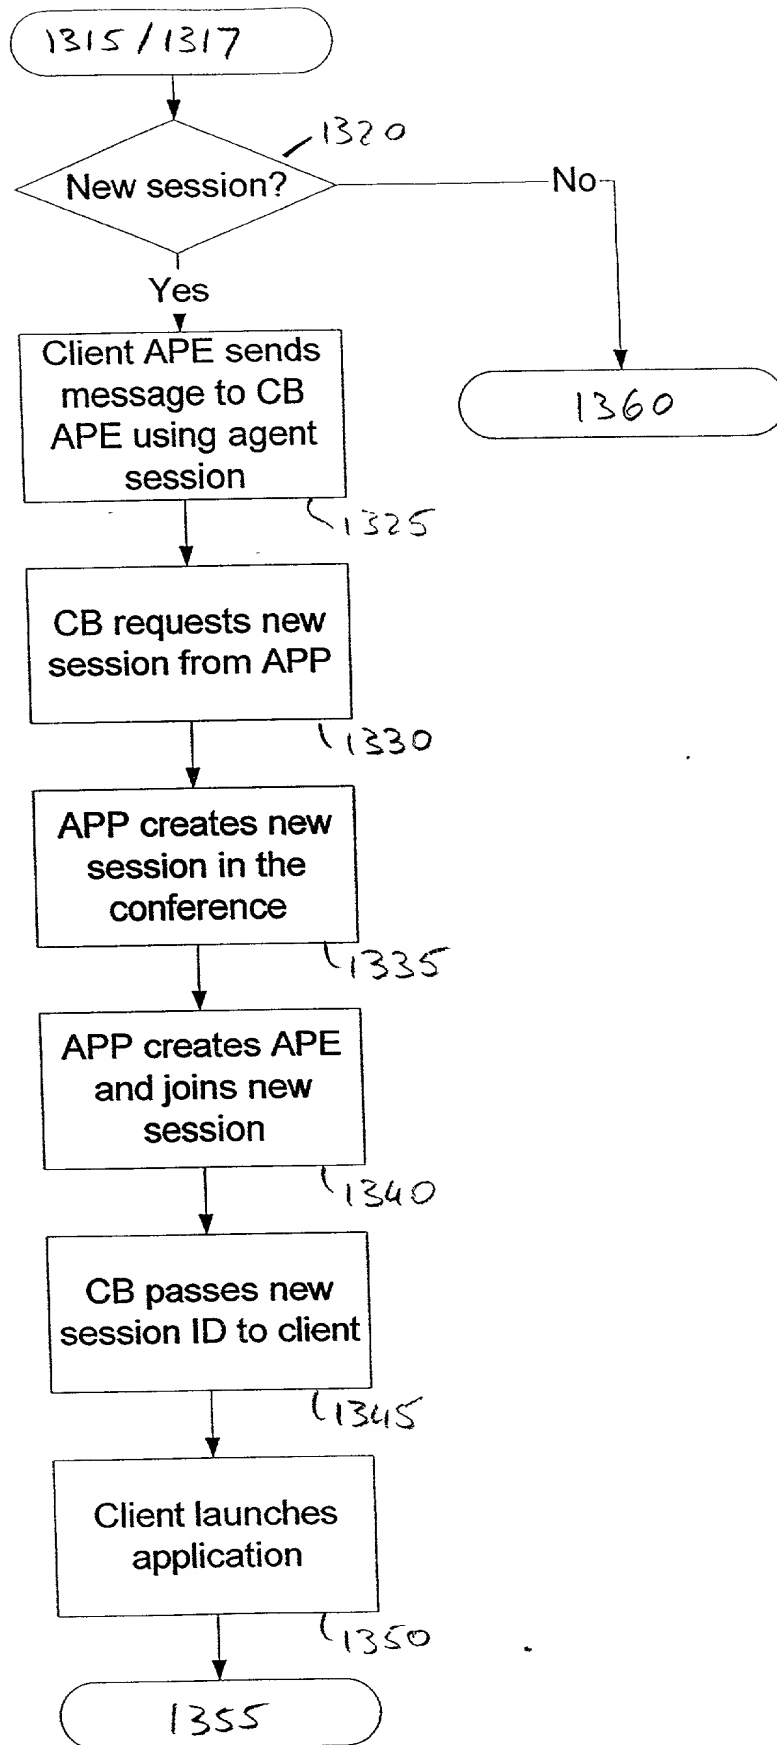 1315/1317
1320
New session?
No
Yes
Client APE sends
message to CB
APE using agent
session
1360
1325
CB requests new
session from APP
1330
APP creates new
session in the
conference
1335
APP creates APE
and joins new
session
1340
CB passes new
session ID to client
1345
Client launches
application
1350
1355